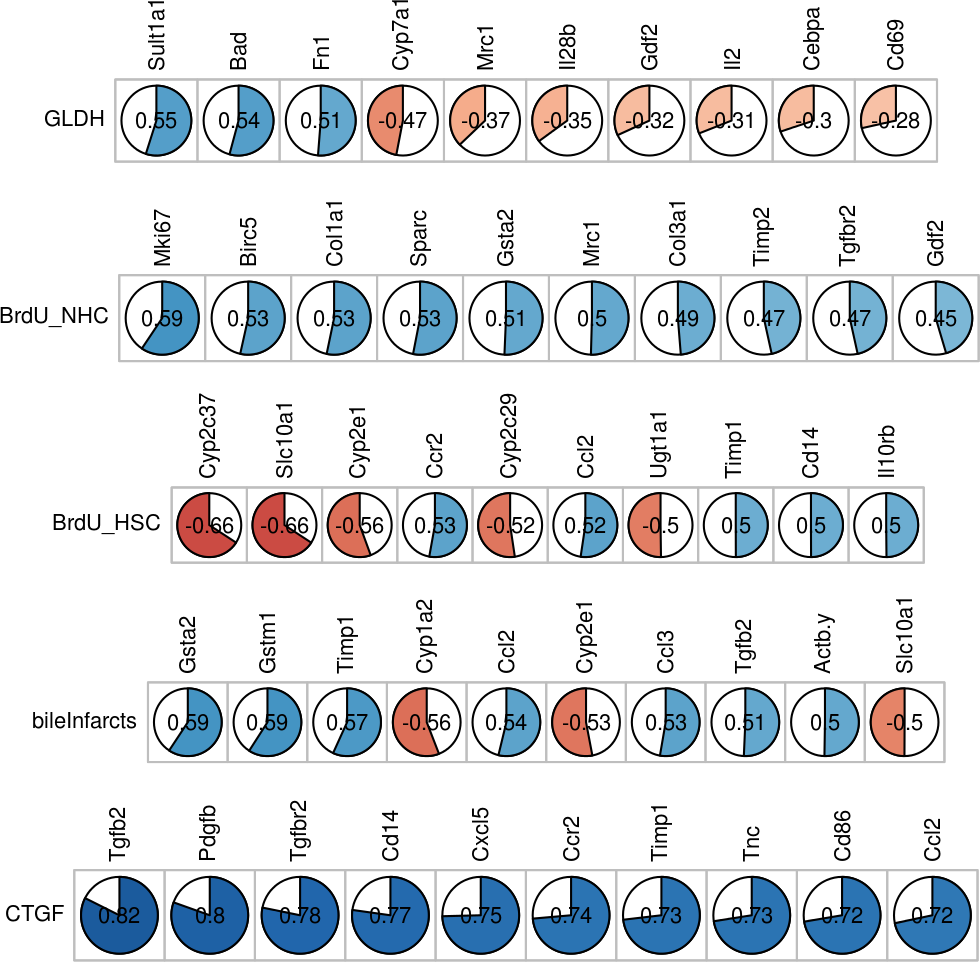 Sult1a1 Bad Fn1 Cyp7a1 Mrc1 Il28b Gdf2 Il2 Cebpa Cd69
GLDH 0.55 0.54 0.51 -0.47 -0.37 -0.35 -0.32 -0.31 -0.3 -0.28
Mki67 Birc5 Col1a1 Sparc Gsta2 Mrc1 Col3a1 Timp2 Tgfbr2 Gdf2
BrdU_NHC 0.59 0.53 0.53 0.53 0.51 0.5 0.49 0.47 0.47 0.45
Cyp2c37 Slc10a1 Cyp2e1 Ccr2 Cyp2c29 Ccl2 Ugt1a1 Timp1 Cd14 Il10rb
BrdU_HSC -0.66 -0.66 -0.56 0.53 -0.52 0.52 -0.5 0.5 0.5 0.5
Gsta2 Gstm1 Timp1 Cyp1a2 Ccl2 Cyp2e1 Ccl3 Tgfb2 Actb.y Slc10a1
bileInfarcts 0.59 0.59 0.57 -0.56 0.54 -0.53 0.53 0.51 0.5 -0.5
Tgfb2 Pdgfb Tgfbr2 Cd14 Cxcl5 Ccr2 Timp1 Tnc Cd86 Ccl2
CTGF 0.82 0.8 0.78 0.77 0.75 0.74 0.73 0.73 0.72 0.72